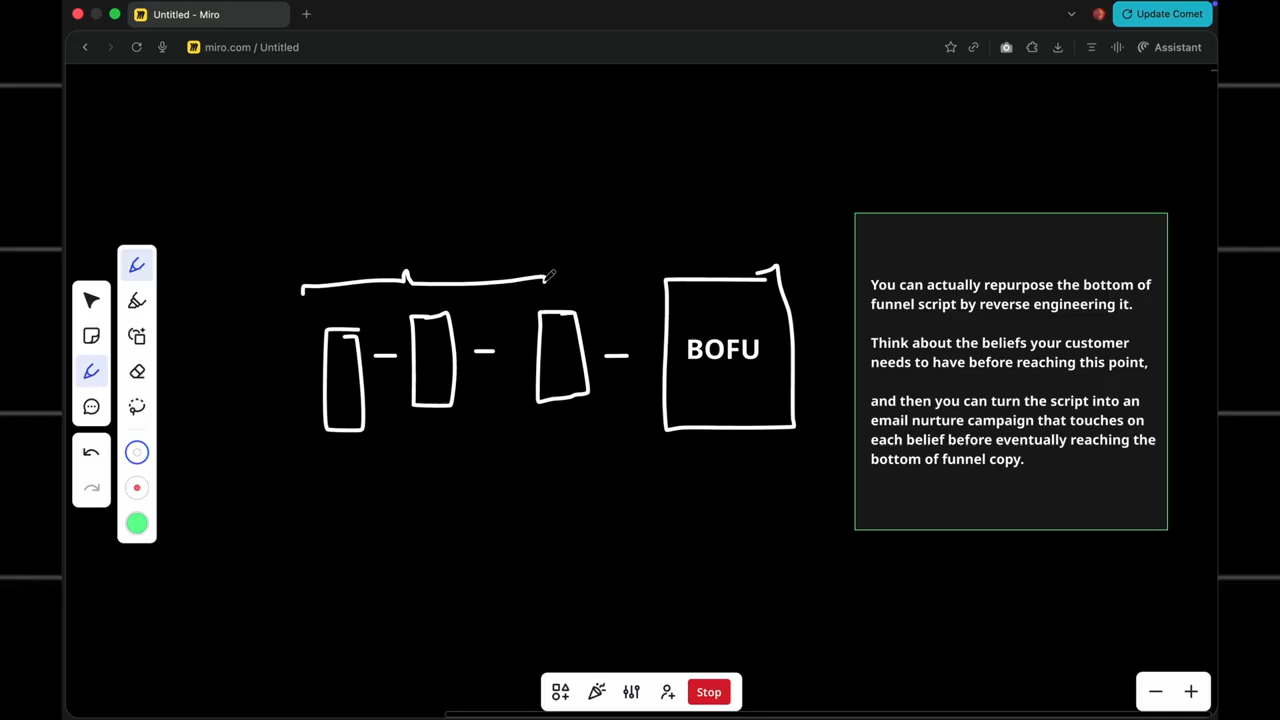 Untitled - Miro
Update Comet
miro.com / Untitled
Assistant
BOFU
You can actually repurpose the bottom of
funnel script by reverse engineering it.
Think about the beliefs your customer
needs to have before reaching this point,
and then you can turn the script into an
email nurture campaign that touches on
each belief before eventually reaching the
bottom of funnel copy.
Stop